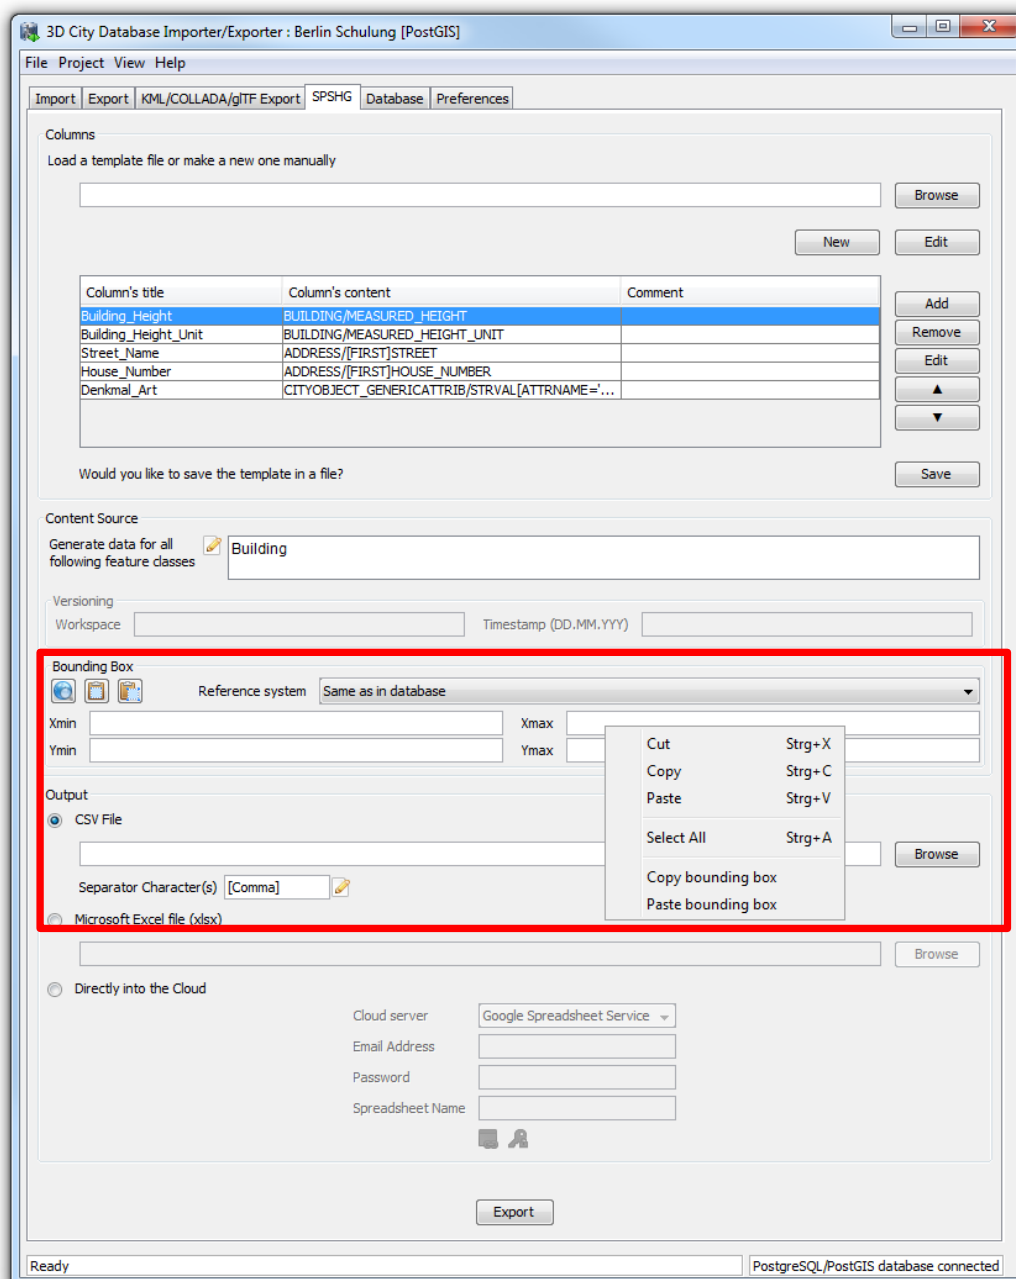 3D City Database Importer/Exporter : Berlin Schulung [PostGIS]
File Project View Help
Import Export KML/COLLADA/glTF Export SPSHG Database Preferences
Columns
Load a template file or make a new one manually
Browse
New Edit
Column's title Column's content Comment
Building_Height BUILDING/MEASURED_HEIGHT
Building_Height_Unit BUILDING/MEASURED_HEIGHT_UNIT
Street_Name ADDRESS/[FIRST]STREET
House_Number ADDRESS/[FIRST]HOUSE_NUMBER
Denkmal_Art CITYOBJECT_GENERICATTRIB/STRVAL[ATTRNAME='...
Add
Remove
Edit
▲
▼
Would you like to save the template in a file?
Save
Content Source
Generate data for all
following feature classes
Building
Versioning
Workspace Timestamp (DD.MM.YYY)
Bounding Box
Reference system Same as in database
Xmin Xmax
Ymin Ymax
Cut Strg+X
Copy Strg+C
Paste Strg+V
Select All Strg+A
Copy bounding box
Paste bounding box
Output
CSV File
Browse
Separator Character(s) [Comma]
Microsoft Excel file (xlsx)
Browse
Directly into the Cloud
Cloud server Google Spreadsheet Service
Email Address
Password
Spreadsheet Name
Export
Ready PostgreSQL/PostGIS database connected